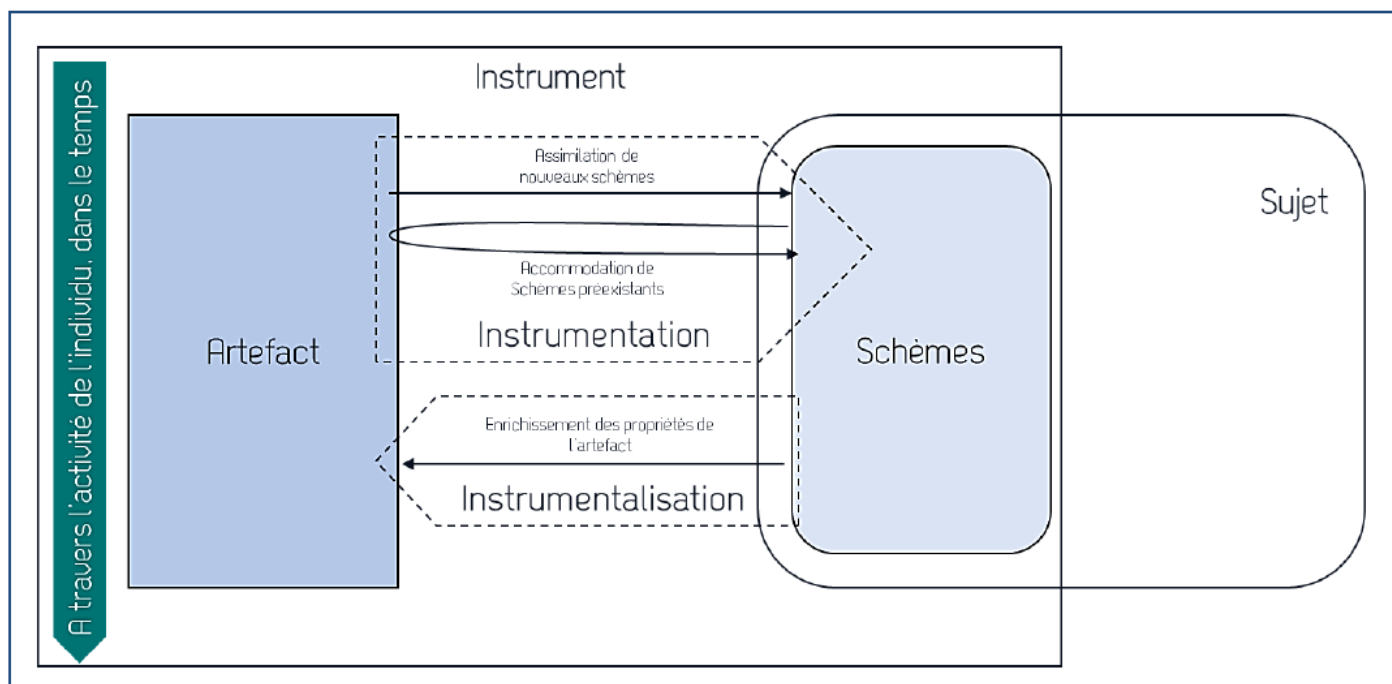 A travers l'activité de l'individu, dans le temps
Instrument
Assimilation de
nouveaux schèmes
Sujet
Accommodation de
Schèmes préexistants
Instrumentation
Artefact
Schèmes
Enrichissement des propriétés de
l'artefact
Instrumentalisation